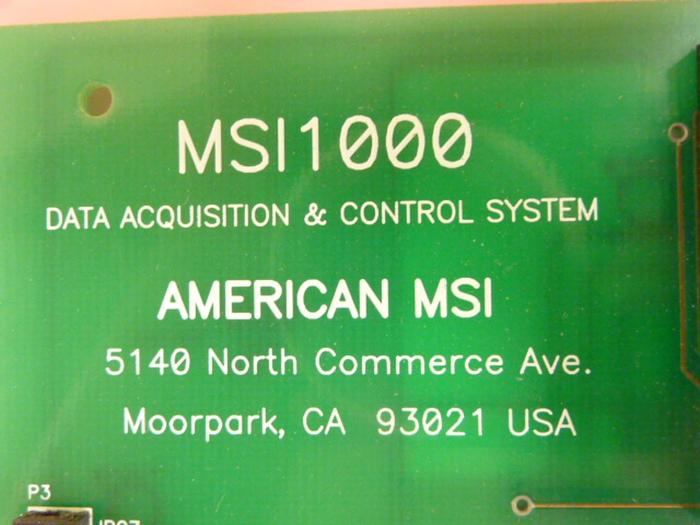 MSI1000
DATA ACQUISITION & CONTROL SYSTEM
AMERICAN MSI
5140 North Commerce Ave.
Moorpark, CA 93021 USA
P3